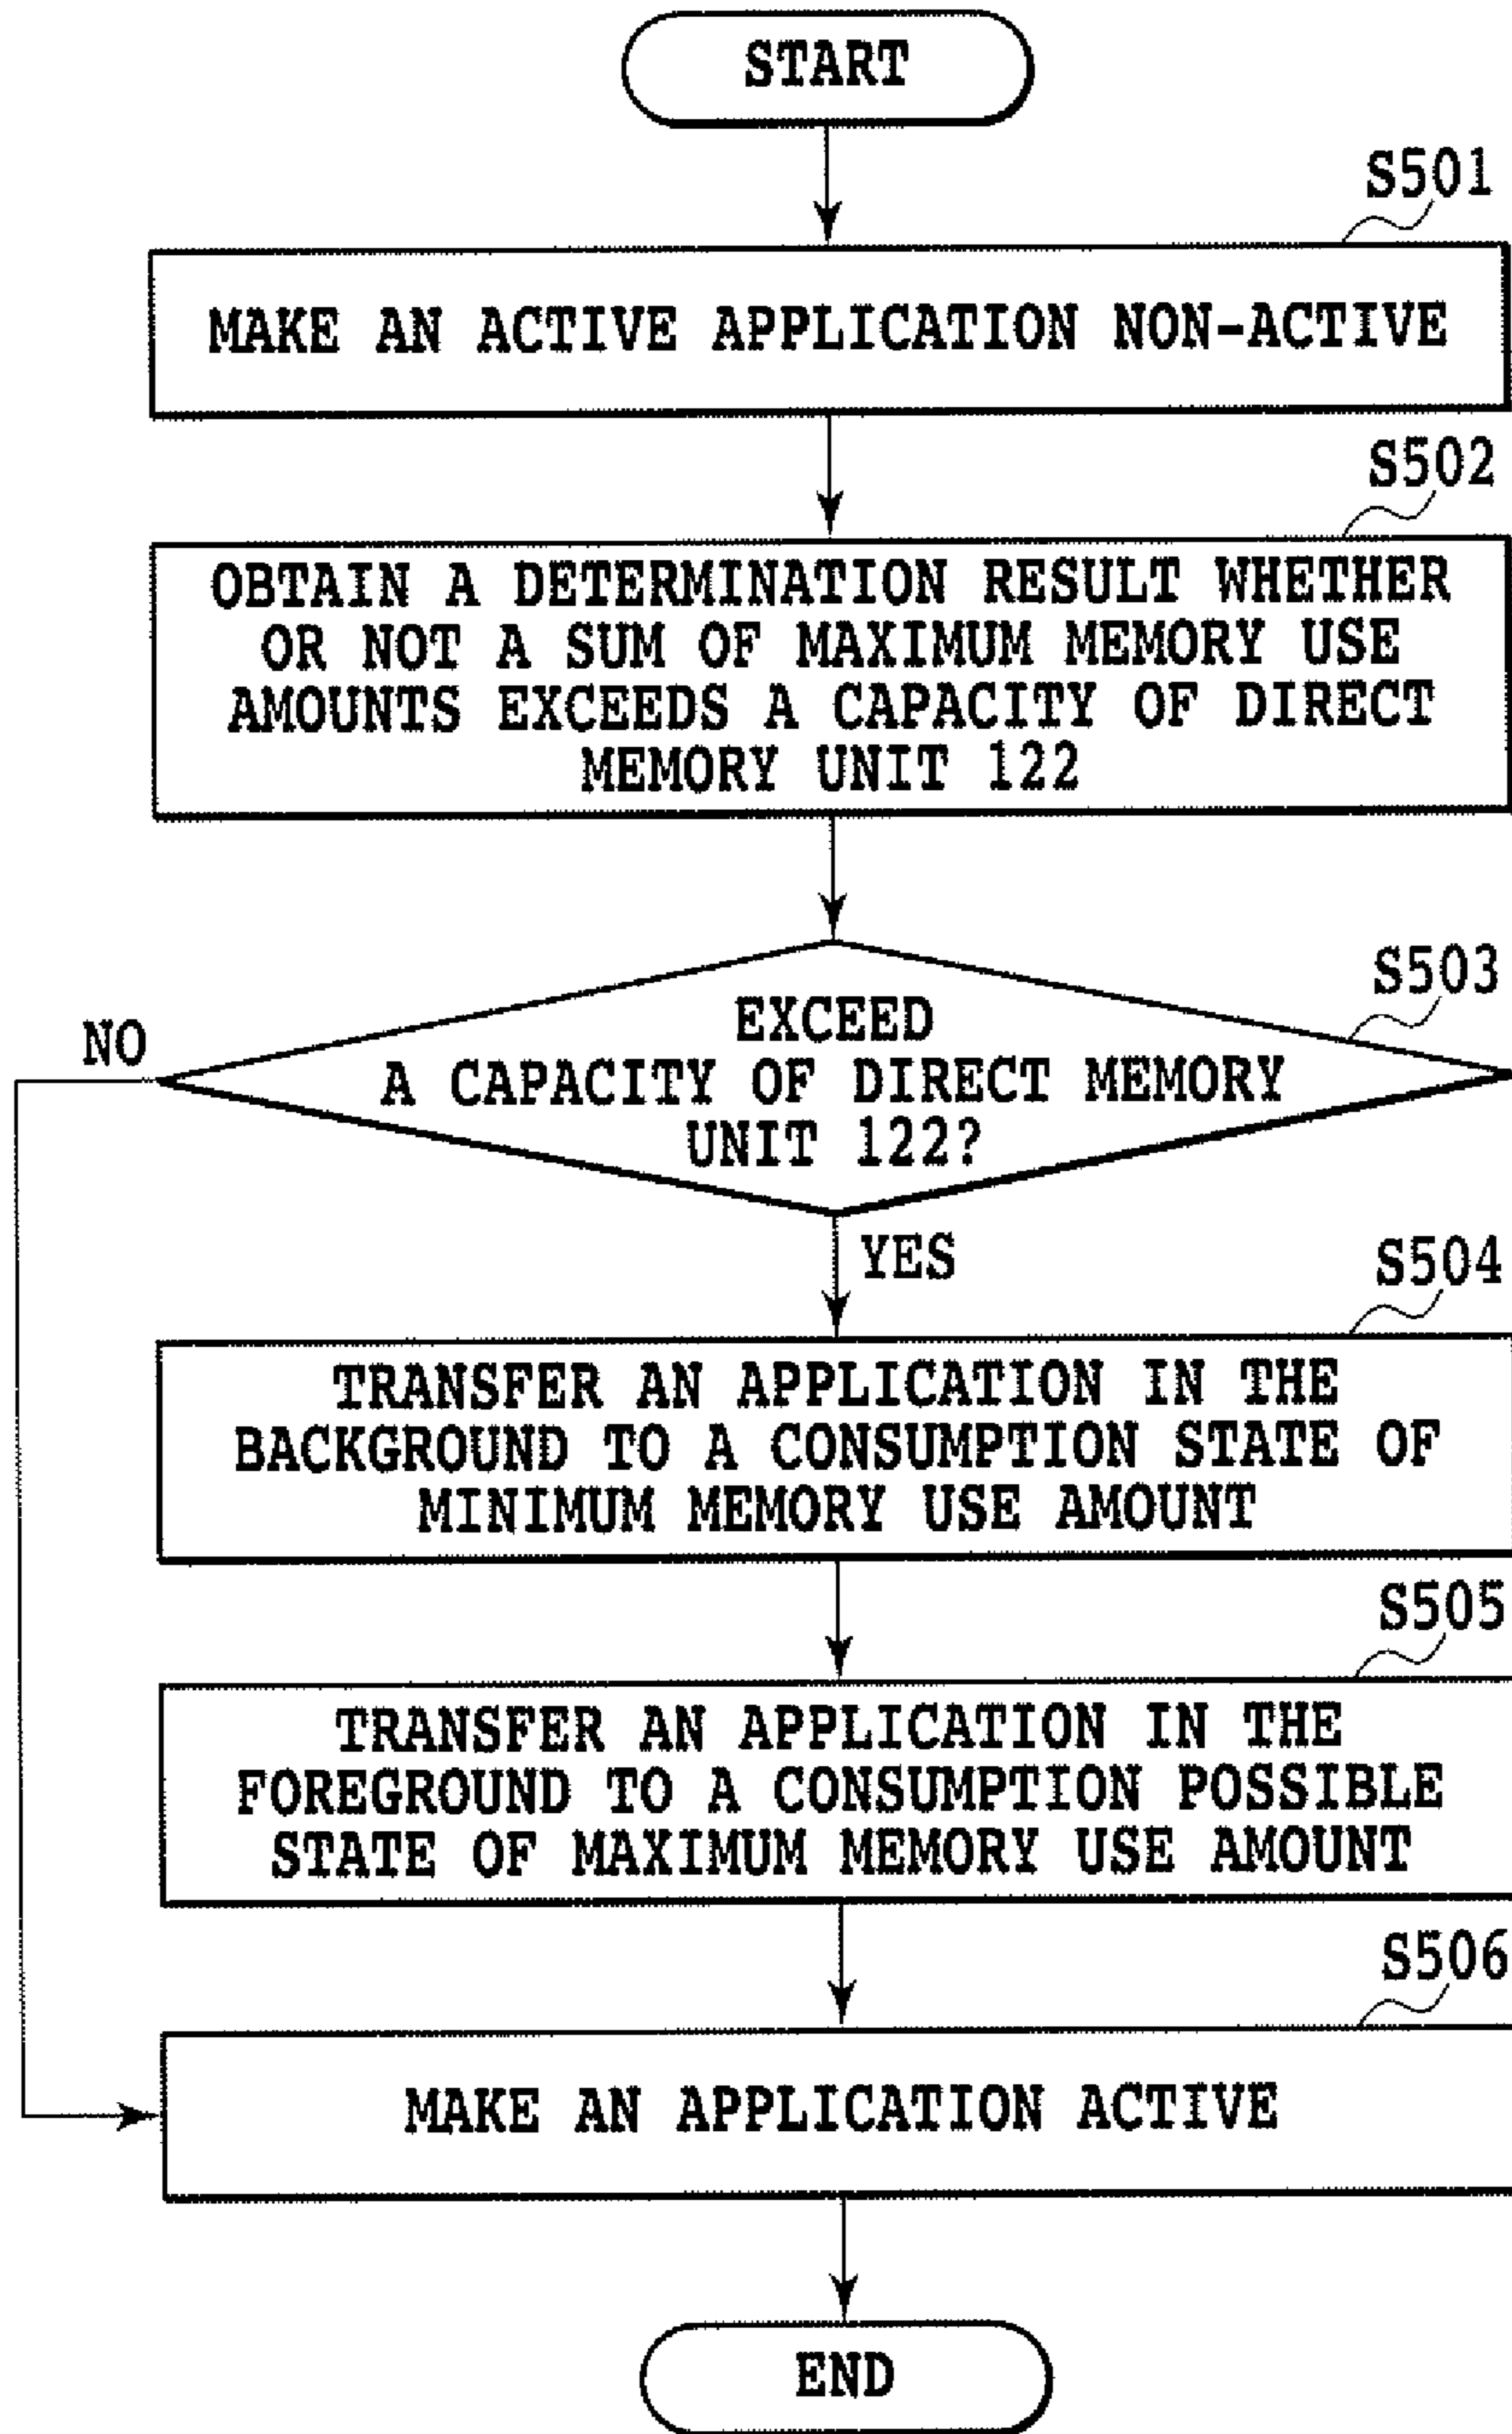 START
S501
MAKE AN ACTIVE APPLICATION NON-ACTIVE
S502
OBTAIN A DETERMINATION RESULT WHETHER
OR NOT A SUM OF MAXIMUM MEMORY USE
AMOUNTS EXCEEDS A CAPACITY OF DIRECT
MEMORY UNIT 122
S503
EXCEED
A CAPACITY OF DIRECT MEMORY
UNIT 122?
NO
YES
S504
TRANSFER AN APPLICATION IN THE
BACKGROUND TO A CONSUMPTION STATE OF
MINIMUM MEMORY USE AMOUNT
S505
TRANSFER AN APPLICATION IN THE
FOREGROUND TO A CONSUMPTION POSSIBLE
STATE OF MAXIMUM MEMORY USE AMOUNT
S506
MAKE AN APPLICATION ACTIVE
END